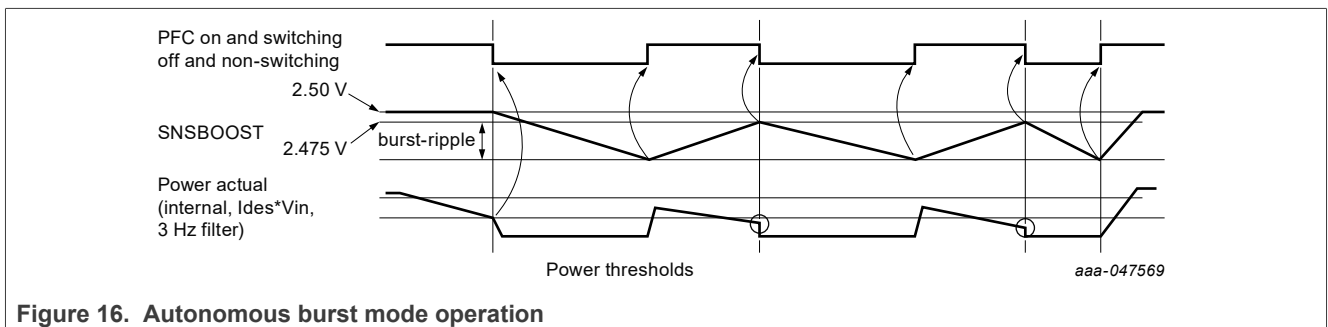 PFC on and switching
off and non-switching
2.50 V
SNSBOOST
burst-ripple
2.475 V
Power actual
(internal, Ides*Vin,
3 Hz filter)
Power thresholds
aaa-047569
Figure 16. Autonomous burst mode operation